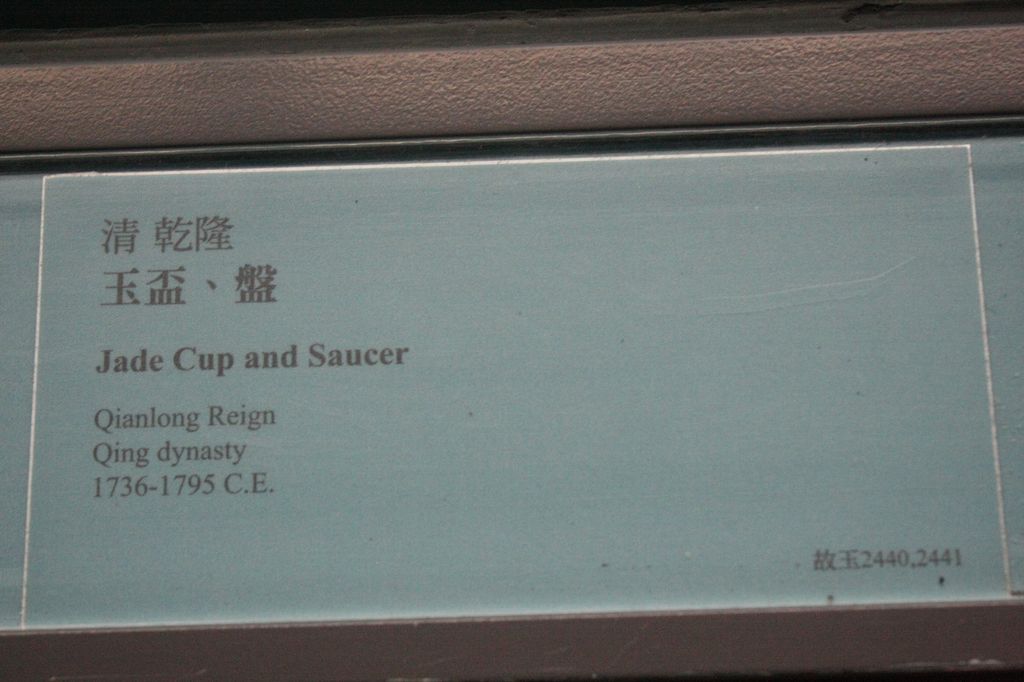 清 乾隆
玉盃、盤
Jade Cup and Saucer
Qianlong Reign
Qing dynasty
1736-1795 C.E.
故玉2440,2441